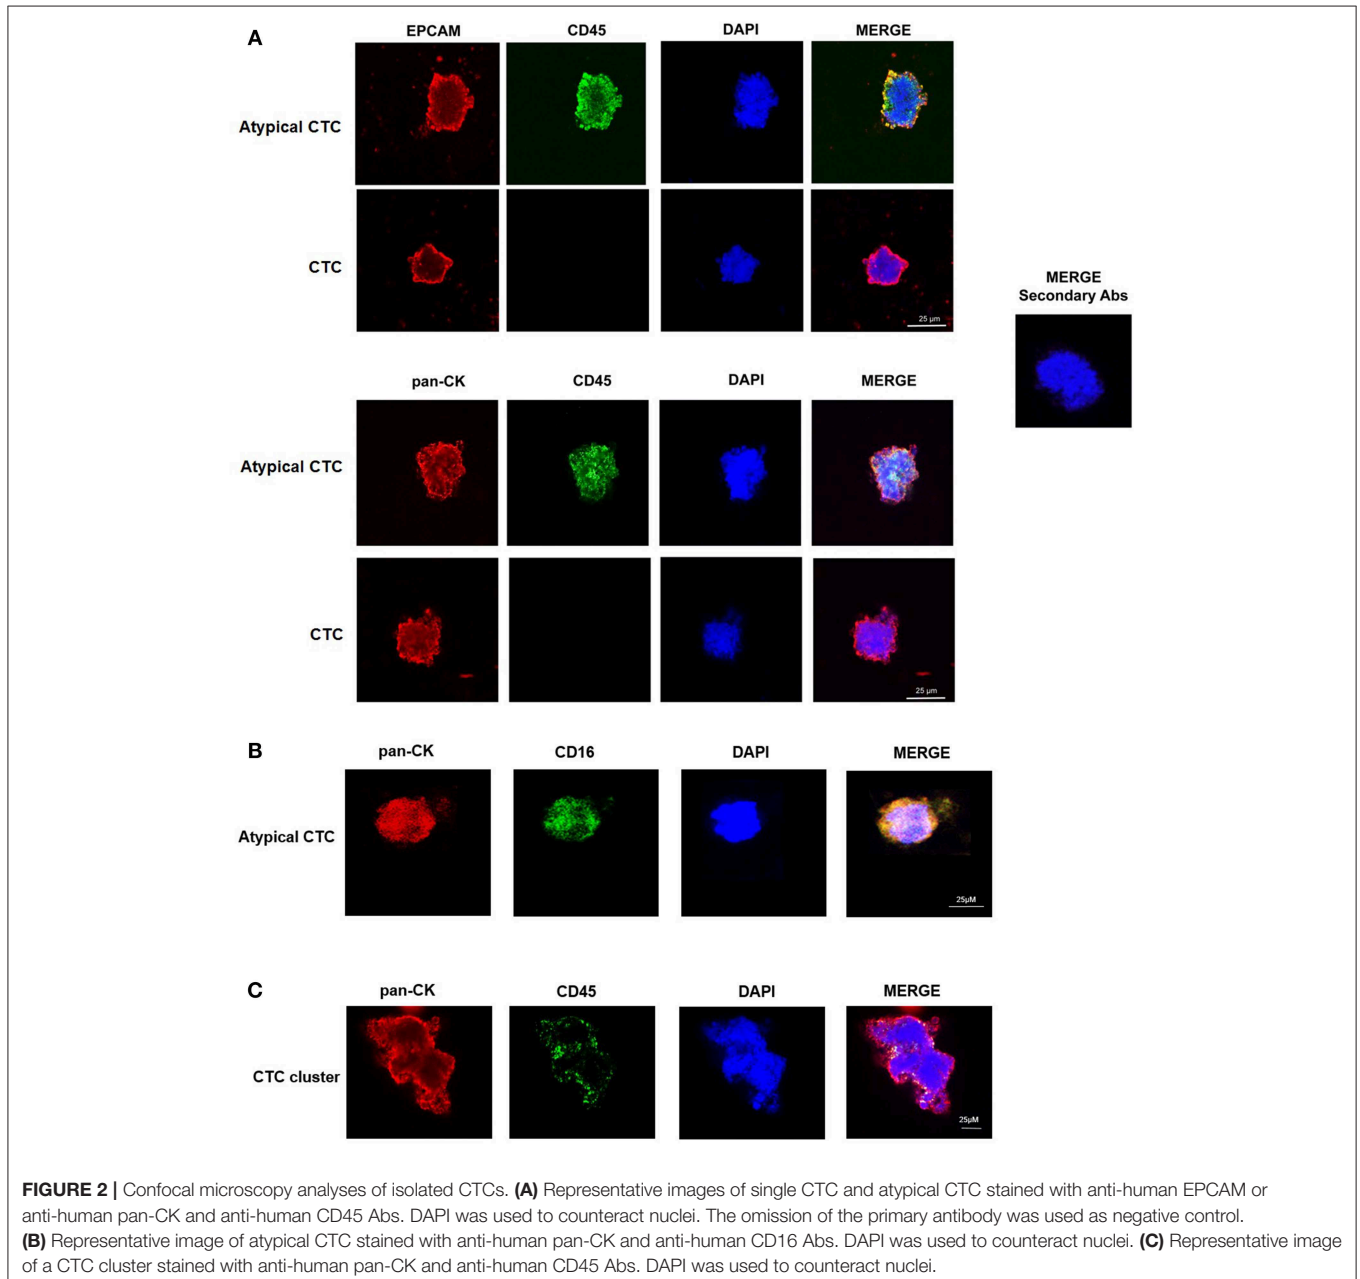 A
EPCAM CD45 DAPI MERGE
Atypical CTC
CTC
25 µm
MERGE
Secondary Abs
pan-CK CD45 DAPI MERGE
Atypical CTC
CTC
25 µm
B
pan-CK CD16 DAPI MERGE
Atypical CTC
25µM
C
pan-CK CD45 DAPI MERGE
CTC cluster
25µM
FIGURE 2 | Confocal microscopy analyses of isolated CTCs. (A) Representative images of single CTC and atypical CTC stained with anti-human EPCAM or
anti-human pan-CK and anti-human CD45 Abs. DAPI was used to counteract nuclei. The omission of the primary antibody was used as negative control.
(B) Representative image of atypical CTC stained with anti-human pan-CK and anti-human CD16 Abs. DAPI was used to counteract nuclei. (C) Representative image
of a CTC cluster stained with anti-human pan-CK and anti-human CD45 Abs. DAPI was used to counteract nuclei.